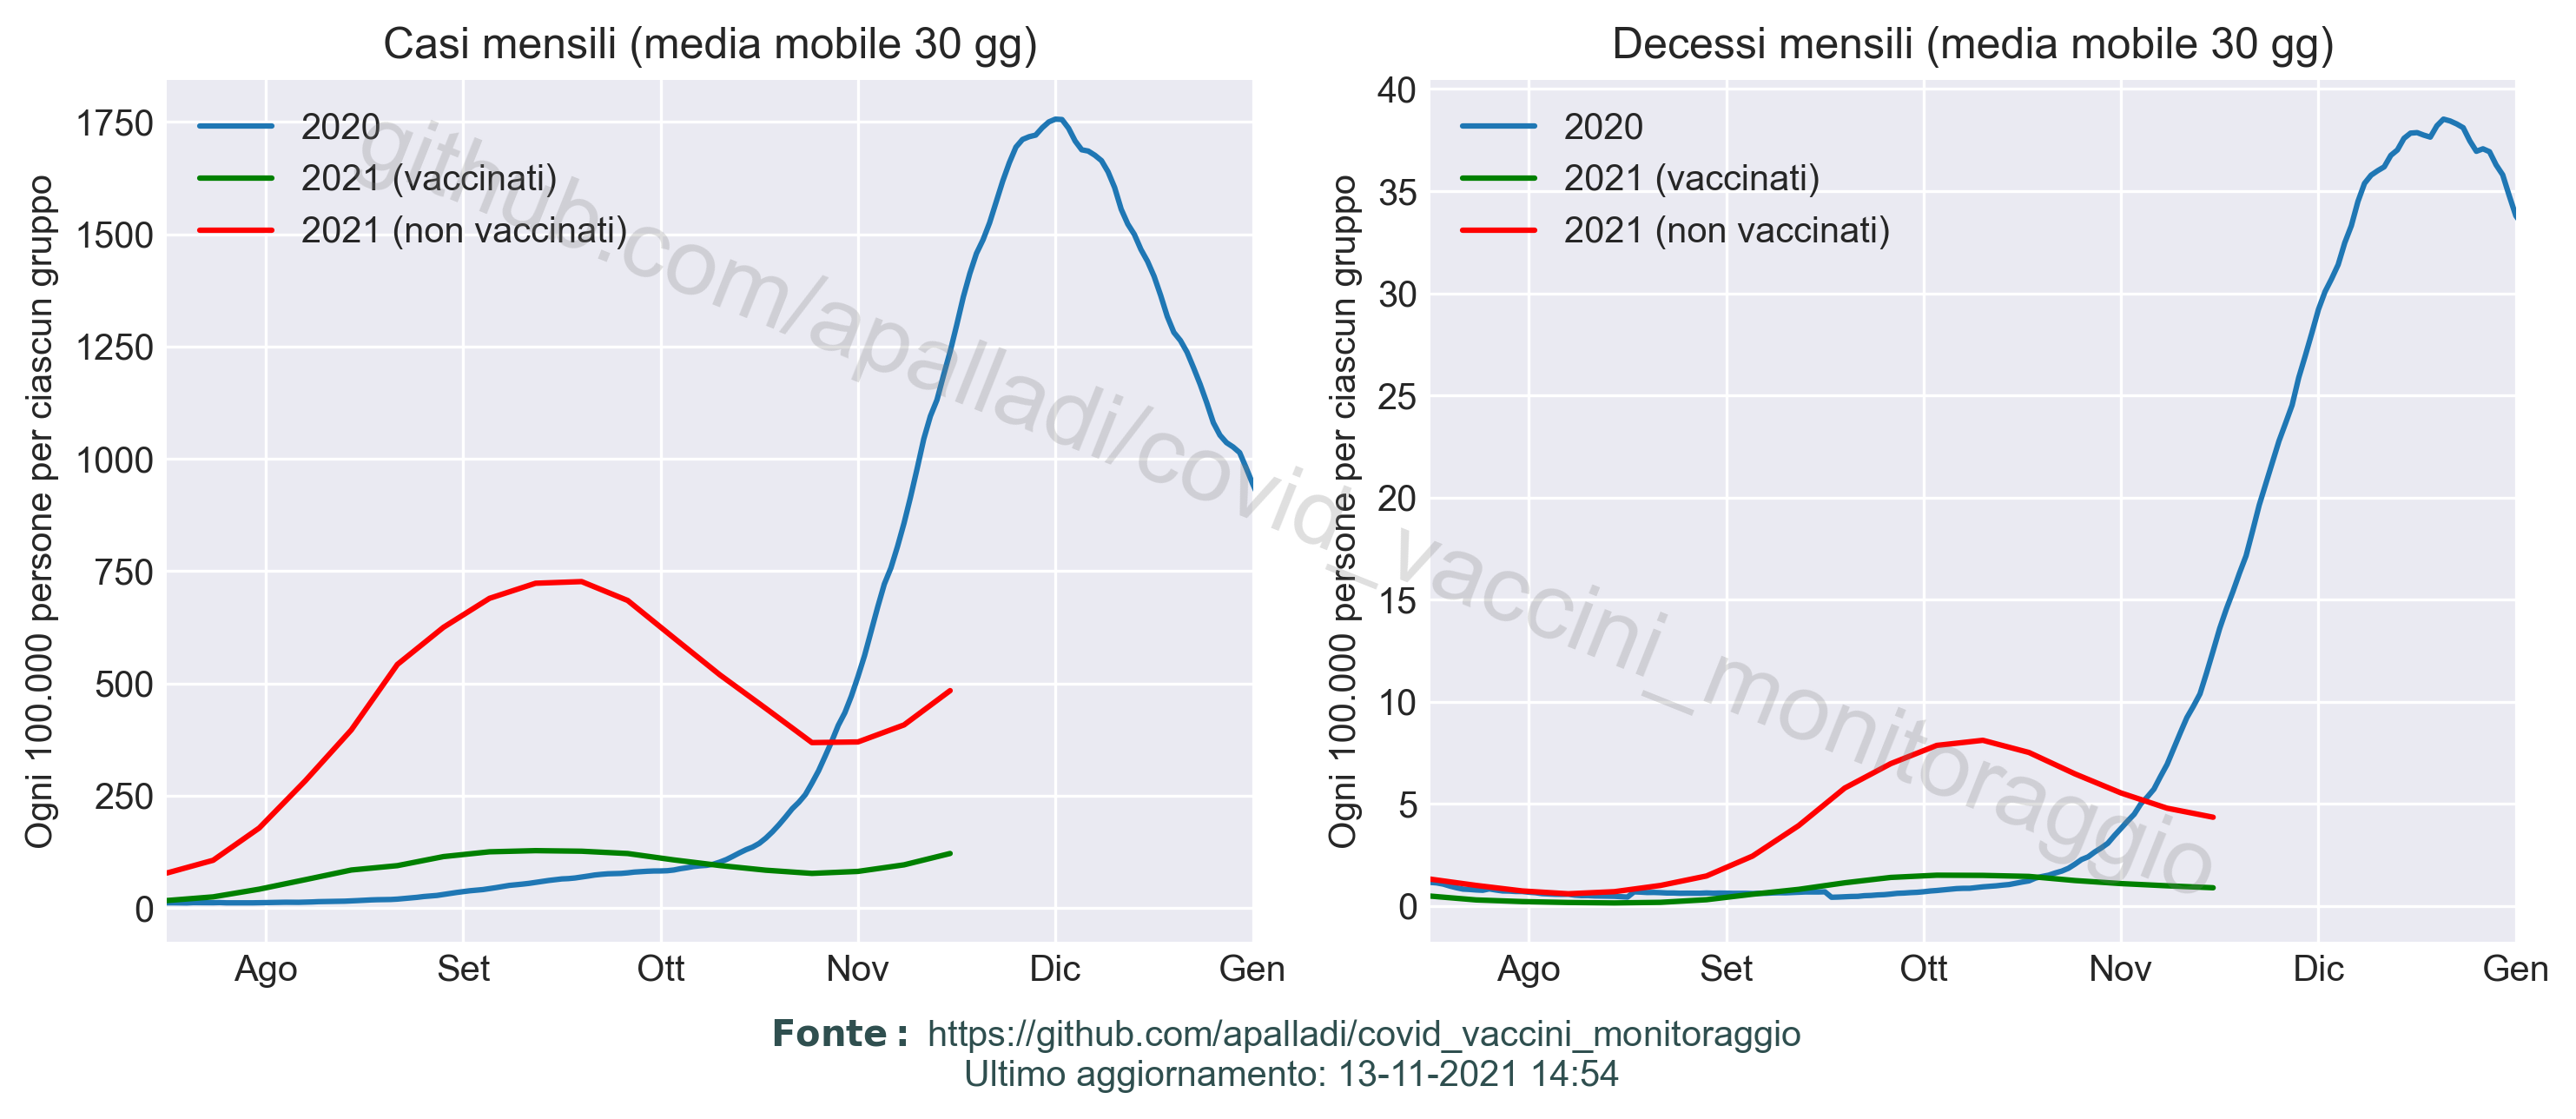 Casi mensili (media mobile 30 gg)
Ogni 100.000 persone per ciascun gruppo
1750
1500
1250
1000
750
500
250
0
2020
2021 (vaccinati)
2021 (non vaccinati)
Ago Set Ott Nov Dic Gen
Decessi mensili (media mobile 30 gg)
Ogni 100.000 persone per ciascun gruppo
40
35
30
25
20
15
10
5
0
2020
2021 (vaccinati)
2021 (non vaccinati)
Ago Set Ott Nov Dic Gen
github.com/apalladi/covid_vaccini_monitoraggio
Fonte: https://github.com/apalladi/covid_vaccini_monitoraggio
Ultimo aggiornamento: 13-11-2021 14:54